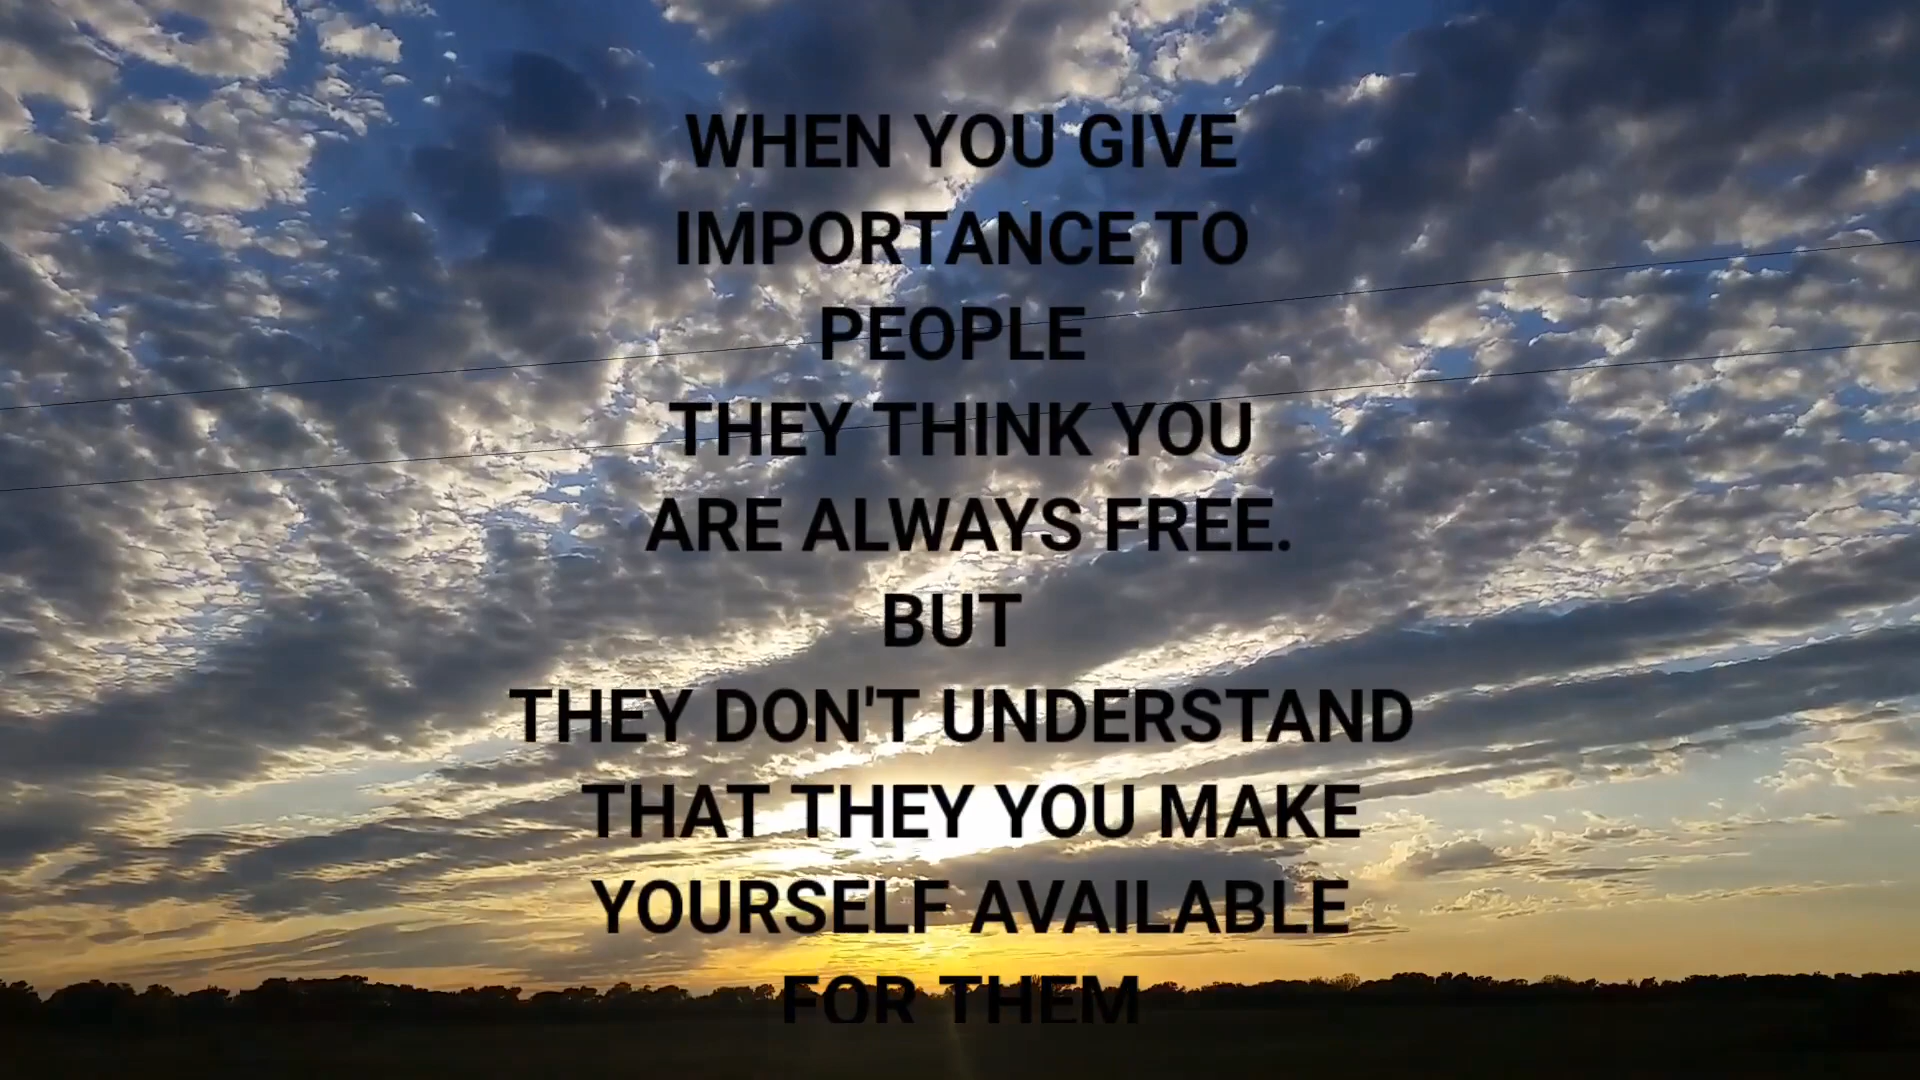 WHEN YOU GIVE
IMPORTANCE TO
PEOPLE
THEY THINK YOU
ARE ALWAYS FREE.
BUT
THEY DON'T UNDERSTAND
THAT THEY YOU MAKE
YOURSELF AVAILABLE
FOR THEM